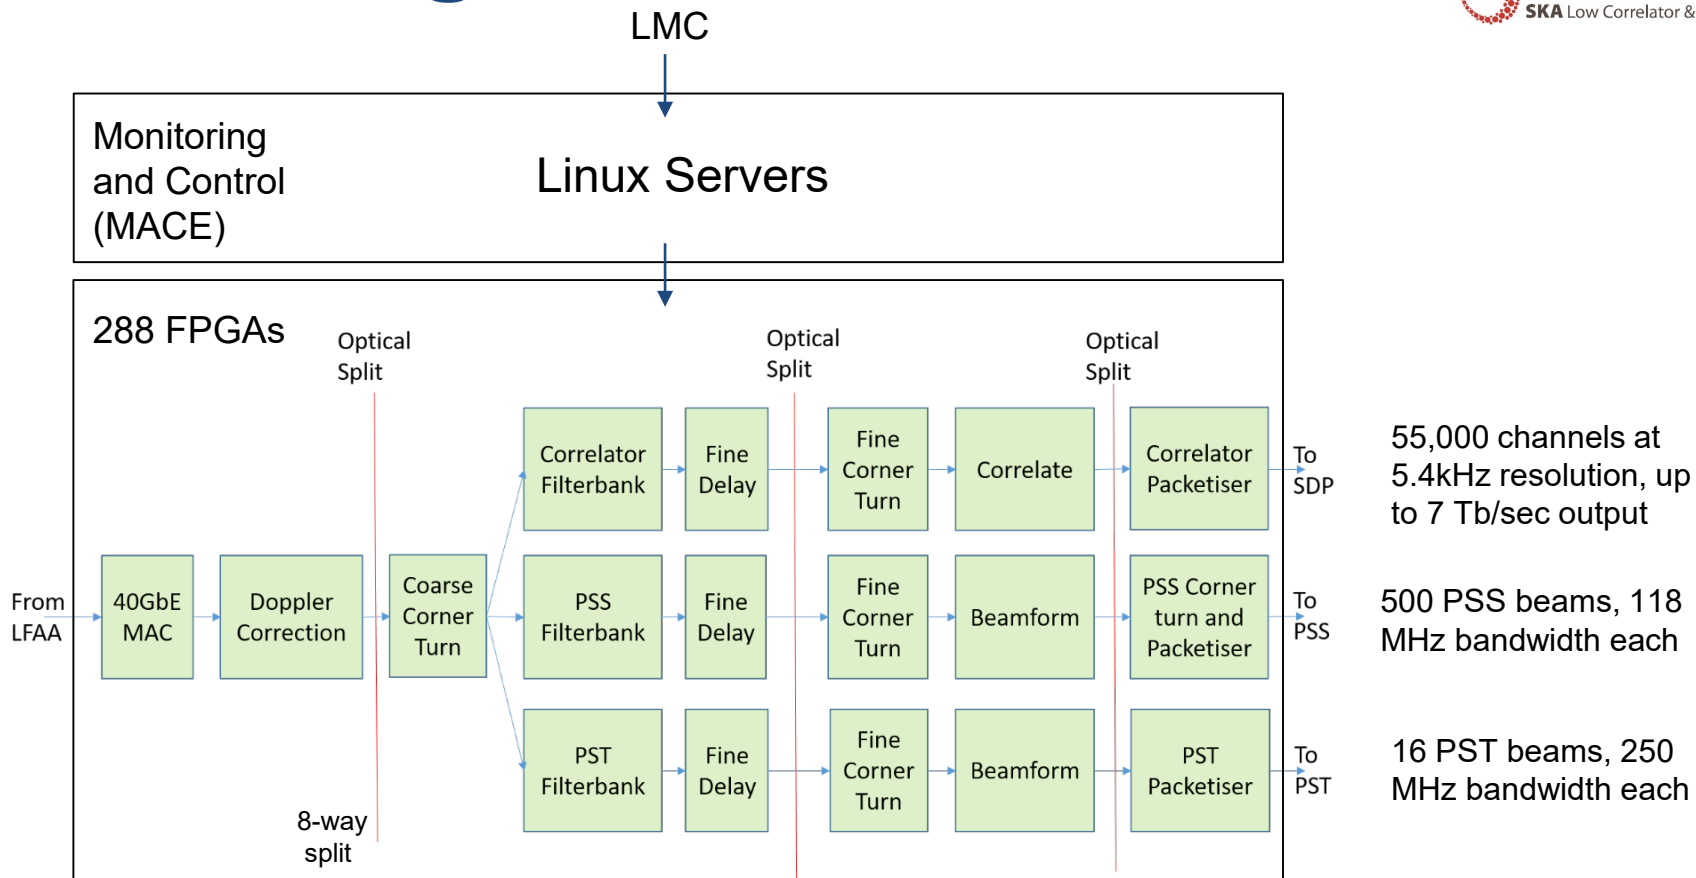 SKA Low Correlator &
LMC
Monitoring
and Control
(MACE)
Linux Servers
288 FPGAs
Optical
Split
Optical
Split
Optical
Split
8-way
split
From
LFAA
40GbE
MAC
Doppler
Correction
Coarse
Corner
Turn
Correlator
Filterbank
Fine
Delay
Fine
Corner
Turn
Correlate
Correlator
Packetiser
To
SDP
55,000 channels at
5.4kHz resolution, up
to 7 Tb/sec output
PSS
Filterbank
Fine
Delay
Fine
Corner
Turn
Beamform
PSS Corner
turn and
Packetiser
To
PSS
500 PSS beams, 118
MHz bandwidth each
PST
Filterbank
Fine
Delay
Fine
Corner
Turn
Beamform
PST
Packetiser
To
PST
16 PST beams, 250
MHz bandwidth each